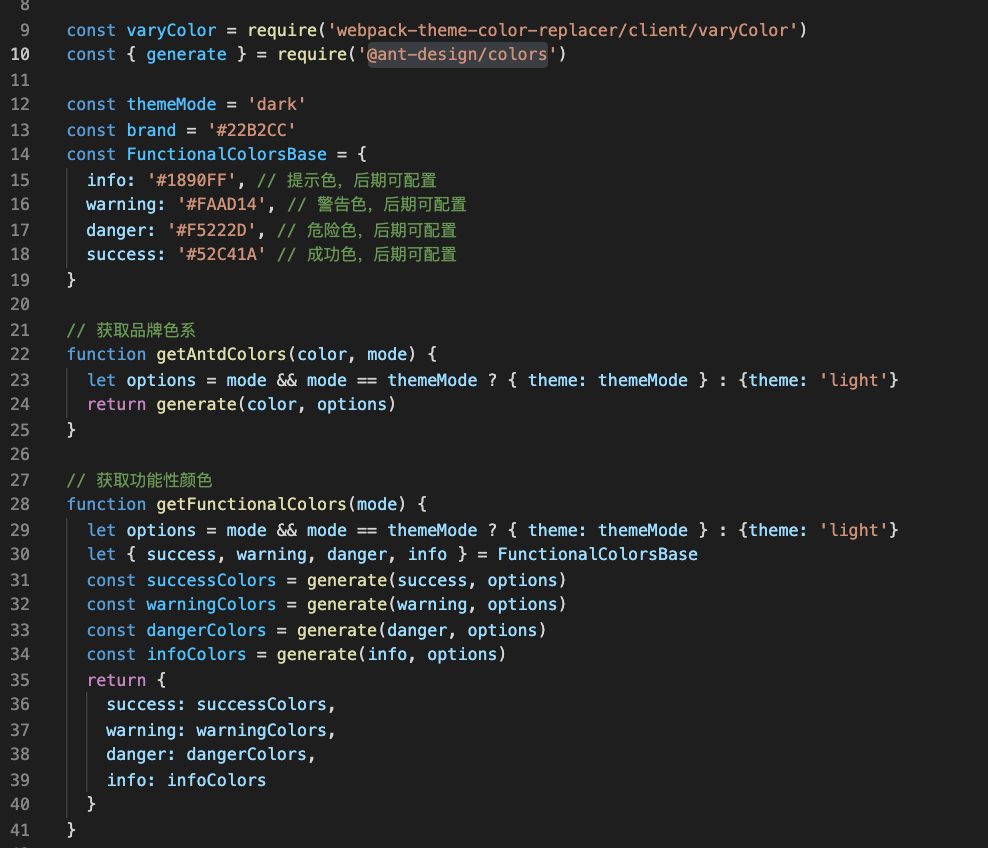 8
9 const varyColor = require('webpack-theme-color-replacer/client/varyColor')
10 const { generate } = require('@ant-design/colors')
11
12 const themeMode = 'dark'
13 const brand = '#22B2CC'
14 const FunctionalColorsBase = {
15   info: '#1890FF', // 提示色，后期可配置
16   warning: '#FAAD14', // 警告色，后期可配置
17   danger: '#F5222D', // 危险色，后期可配置
18   success: '#52C41A' // 成功色，后期可配置
19 }
20
21 // 获取品牌色系
22 function getAntdColors(color, mode) {
23   let options = mode && mode == themeMode ? { theme: themeMode } : {theme: 'light'}
24   return generate(color, options)
25 }
26
27 // 获取功能性颜色
28 function getFunctionalColors(mode) {
29   let options = mode && mode == themeMode ? { theme: themeMode } : {theme: 'light'}
30   let { success, warning, danger, info } = FunctionalColorsBase
31   const successColors = generate(success, options)
32   const warningColors = generate(warning, options)
33   const dangerColors = generate(danger, options)
34   const infoColors = generate(info, options)
35   return {
36     success: successColors,
37     warning: warningColors,
38     danger: dangerColors,
39     info: infoColors
40   }
41 }